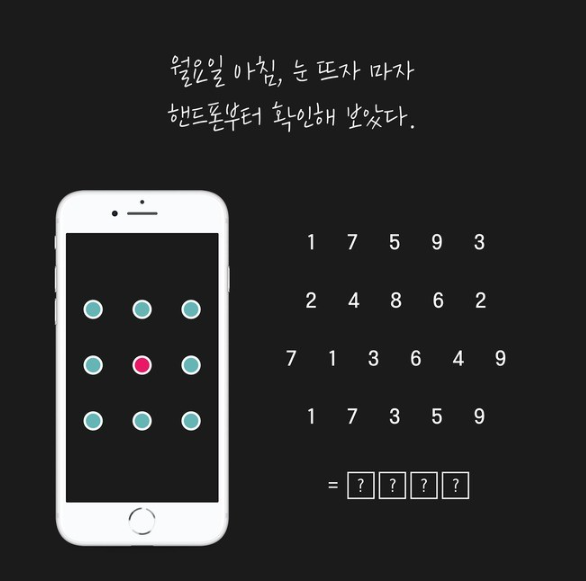 월요일 아침, 눈 뜨자 마자
핸드폰부터 확인해 보았다.
1 7 5 9 3
2 4 8 6 2
7 1 3 6 4 9
1 7 3 5 9
= ? ? ? ?